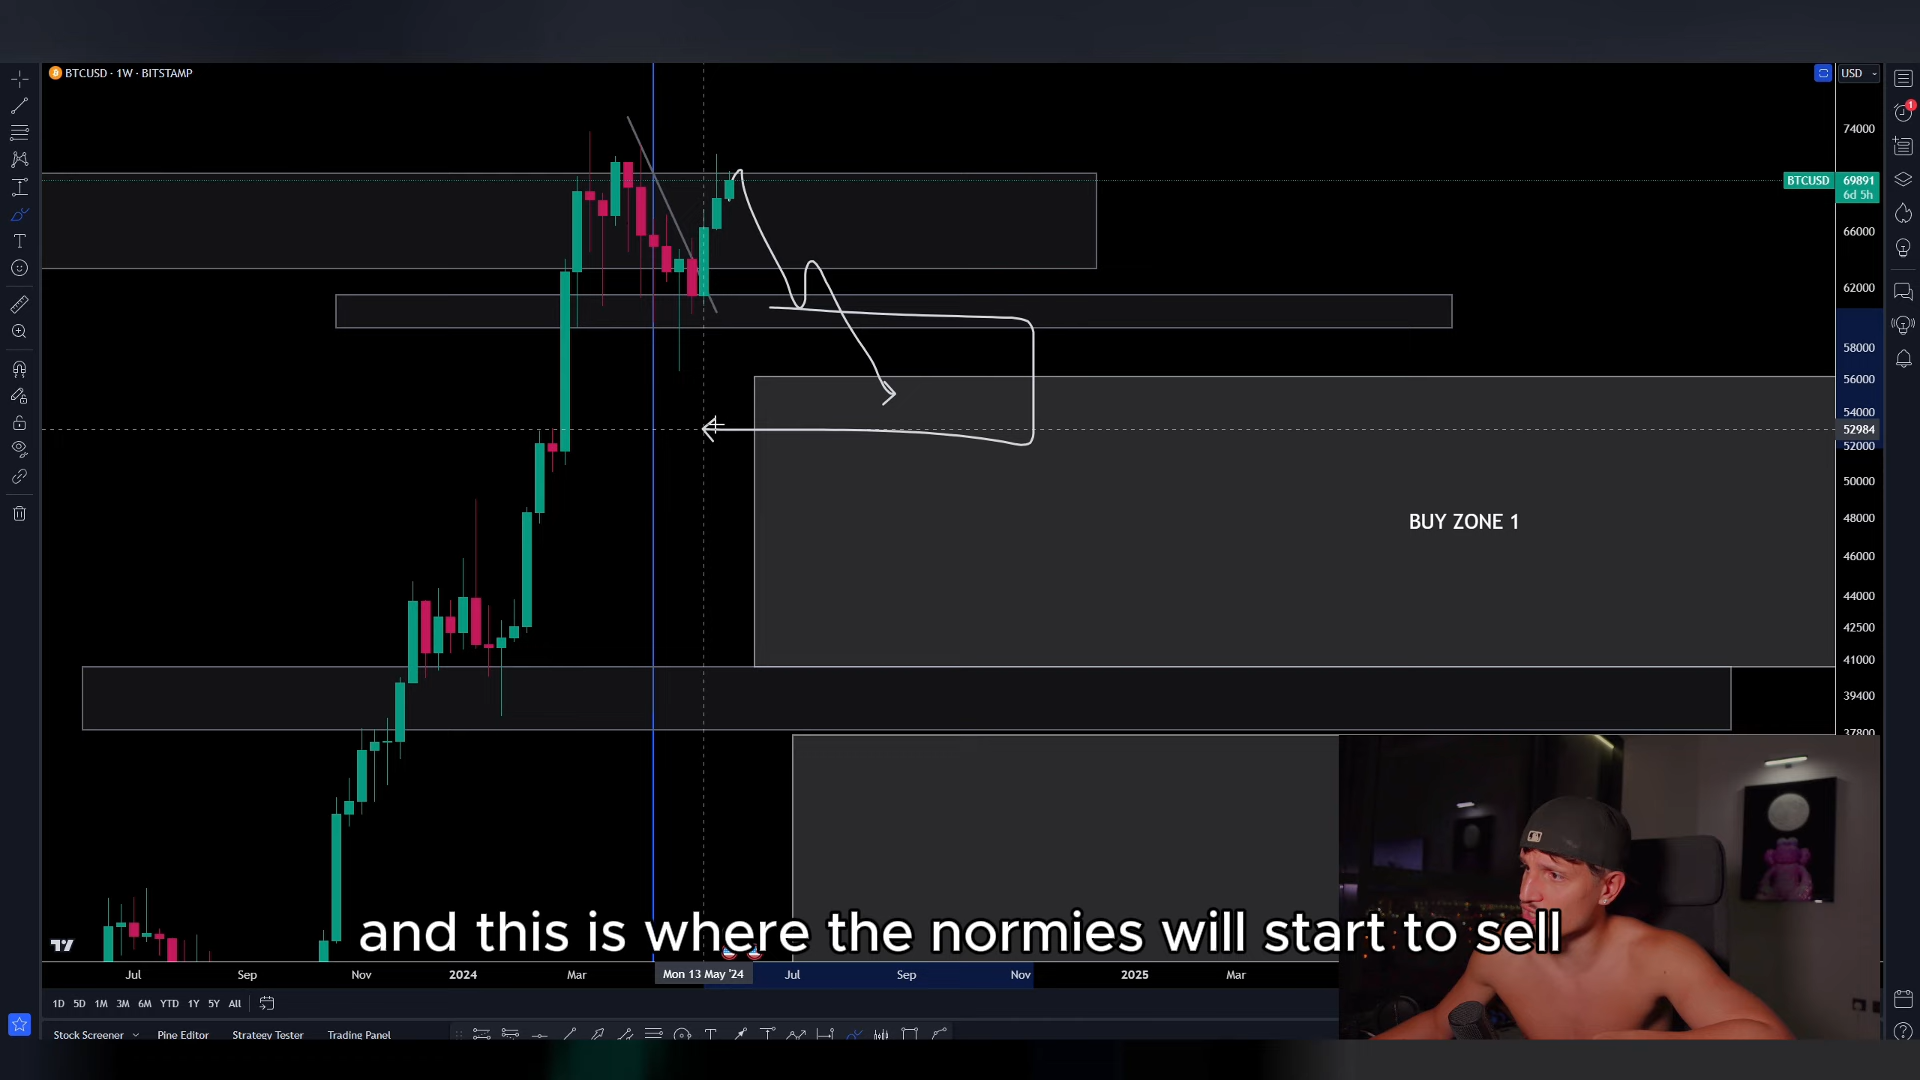 BTCUSD · 1W · BITSTAMP
USD
1
74000
BTCUSD 69891
6d 5h
66000
62000
58000
56000
54000
52984
52000
50000
BUY ZONE 1
48000
46000
44000
42500
41000
39400
37800
and this is where the normies will start to sell
Jul Sep Nov 2024 Mar Mon 13 May '24 Jul Sep Nov 2025 Mar
1D 5D 1M 3M 6M YTD 1Y 5Y All
Stock Screener Pine Editor Strategy Tester Trading Panel